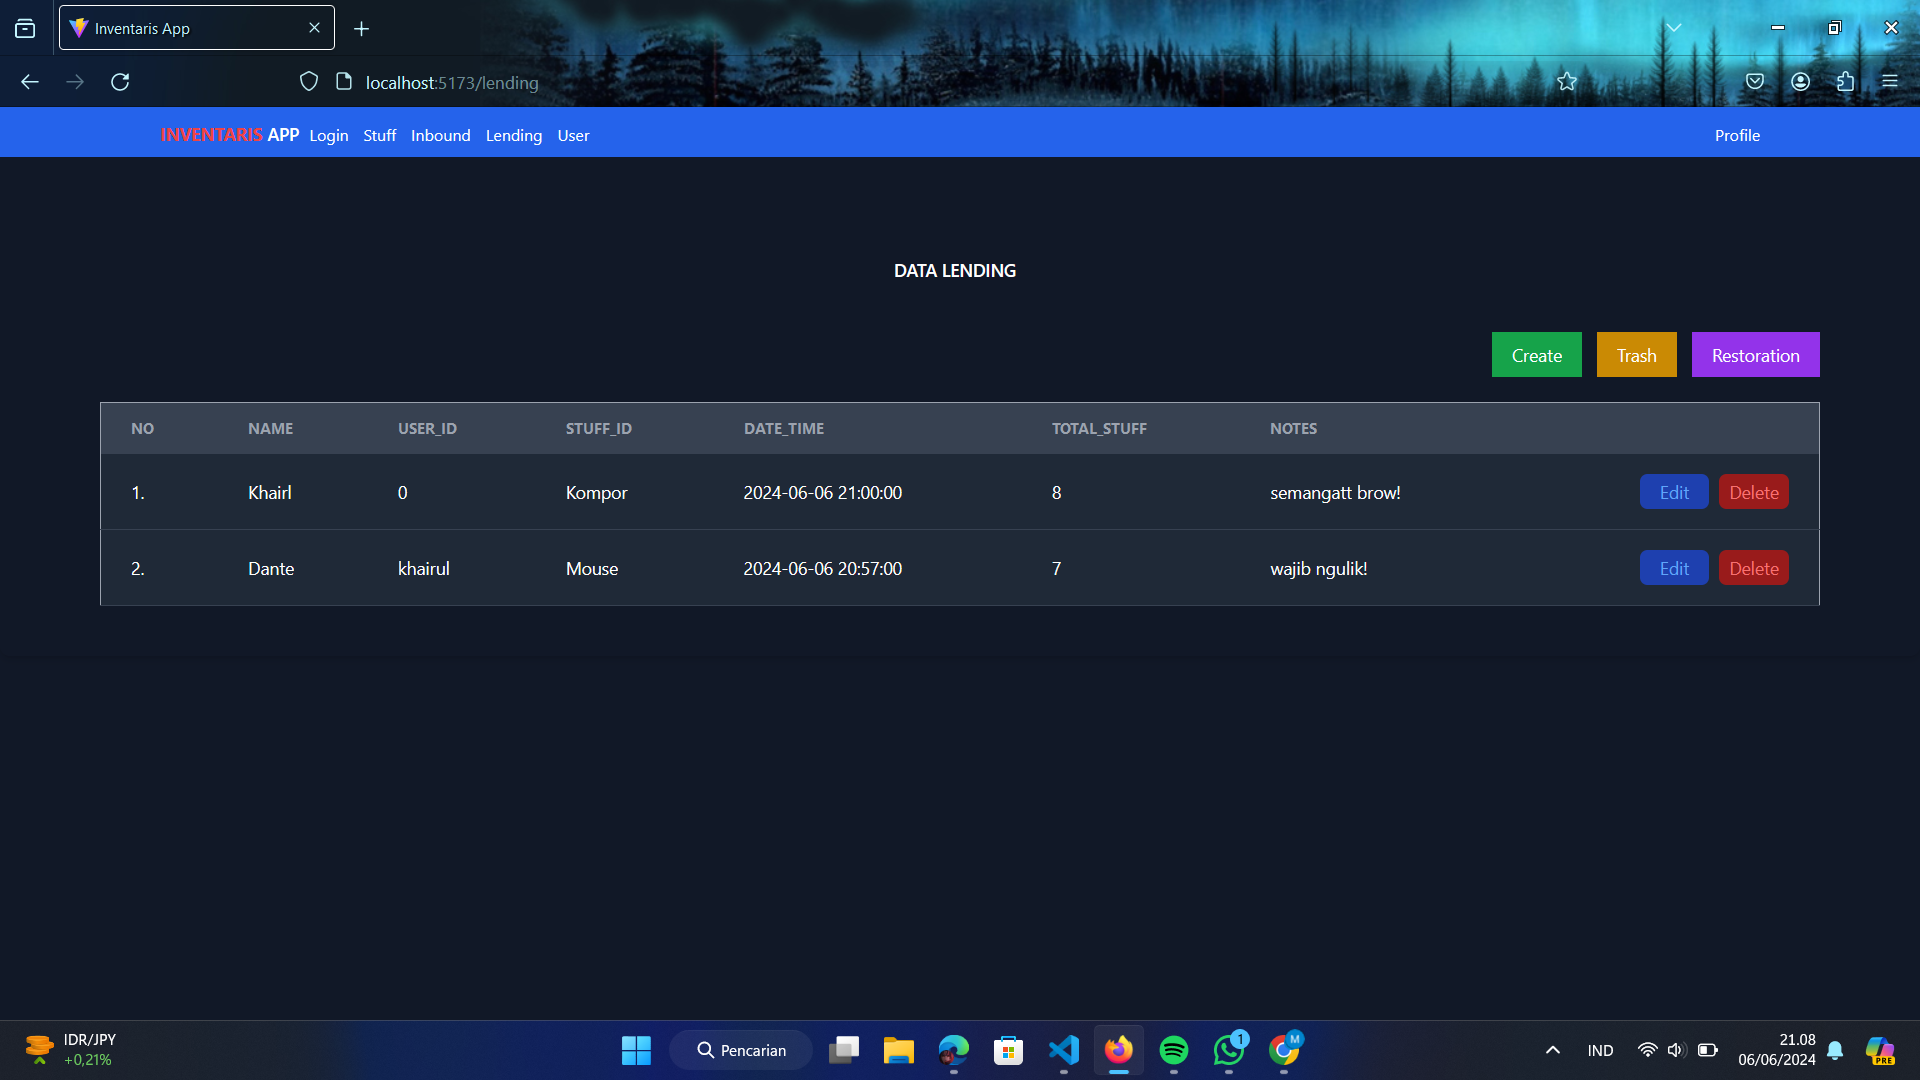 Inventaris App
localhost:5173/lending
INVENTARIS APP Login Stuff Inbound Lending User Profile
DATA LENDING
Create Trash Restoration
NO NAME USER_ID STUFF_ID DATE_TIME TOTAL_STUFF NOTES
1. Khairl 0 Kompor 2024-06-06 21:00:00 8 semangatt brow! Edit Delete
2. Dante khairul Mouse 2024-06-06 20:57:00 7 wajib ngulik! Edit Delete
IDR/JPY
+0,21%
Pencarian
1
M
IND
21.08
06/06/2024
PRE